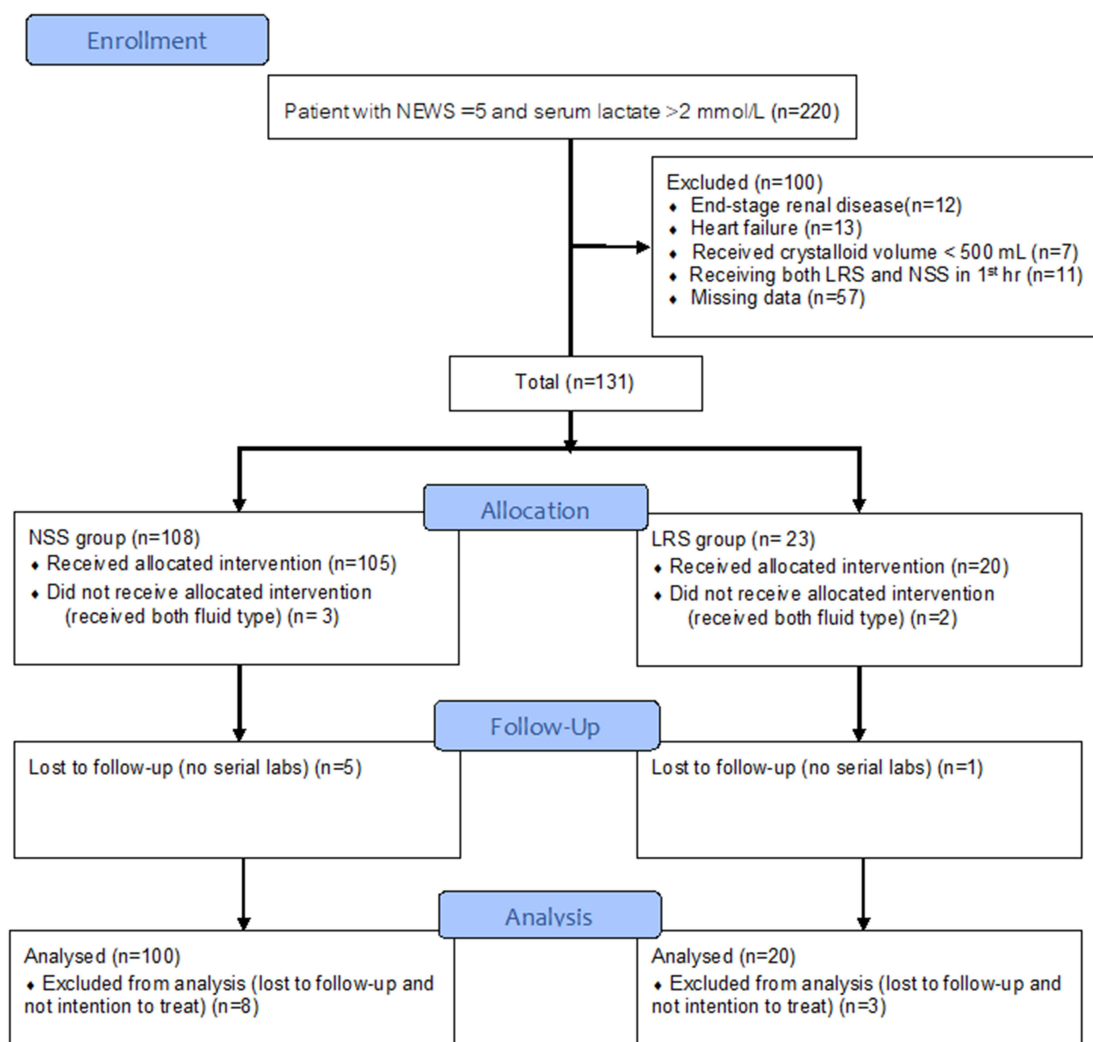 Enrollment
Patient with NEWS =5 and serum lactate >2 mmol/L (n=220)
Excluded (n=100)
♦ End-stage renal disease(n=12)
♦ Heart failure (n=13)
♦ Received crystalloid volume < 500 mL (n=7)
♦ Receiving both LRS and NSS in 1st hr (n=11)
♦ Missing data (n=57)
Total (n=131)
Allocation
NSS group (n=108)
♦ Received allocated intervention (n=105)
♦ Did not receive allocated intervention
(received both fluid type) (n= 3)
LRS group (n= 23)
♦ Received allocated intervention (n=20)
♦ Did not receive allocated intervention
(received both fluid type) (n=2)
Follow-Up
Lost to follow-up (no serial labs) (n=5)
Lost to follow-up (no serial labs) (n=1)
Analysis
Analysed (n=100)
♦ Excluded from analysis (lost to follow-up and
not intention to treat) (n=8)
Analysed (n=20)
♦ Excluded from analysis (lost to follow-up and
not intention to treat) (n=3)